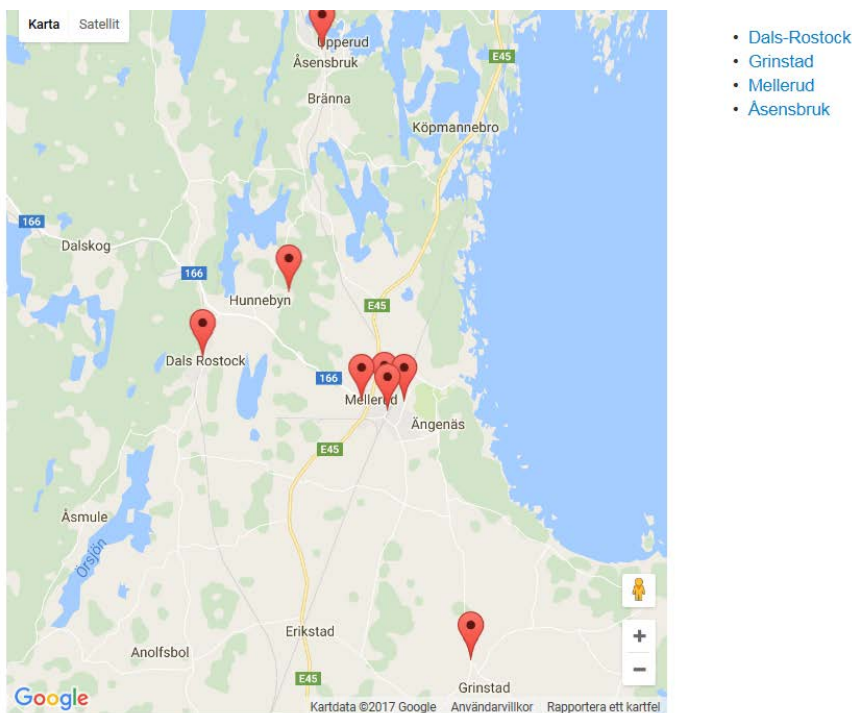 Karta Satellit
Upperud
Åsensbruk
E45
Bränna
Köpmannebro
166
Dalskog
166
Hunnebyn
E45
Dals Rostock
166
Mellerud
Ängenäs
E45
Åsmule
Örsjön
Erikstad
Anolfsbol
E45
Grinstad
Google
Kartdata ©2017 Google Användarvillkor Rapportera ett kartfel
• Dals-Rostock
• Grinstad
• Mellerud
• Åsensbruk